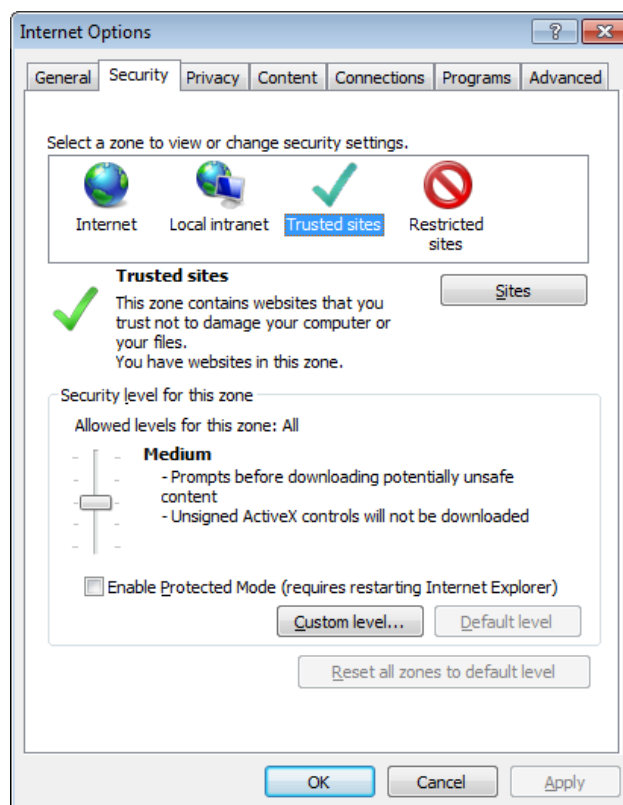 Internet Options
General Security Privacy Content Connections Programs Advanced
Select a zone to view or change security settings.
Internet Local intranet Trusted sites Restricted
sites
Trusted sites
This zone contains websites that you
trust not to damage your computer or
your files.
You have websites in this zone.
Sites
Security level for this zone
Allowed levels for this zone: All
Medium
- Prompts before downloading potentially unsafe
content
- Unsigned ActiveX controls will not be downloaded
Enable Protected Mode (requires restarting Internet Explorer)
Custom level... Default level
Reset all zones to default level
OK Cancel Apply